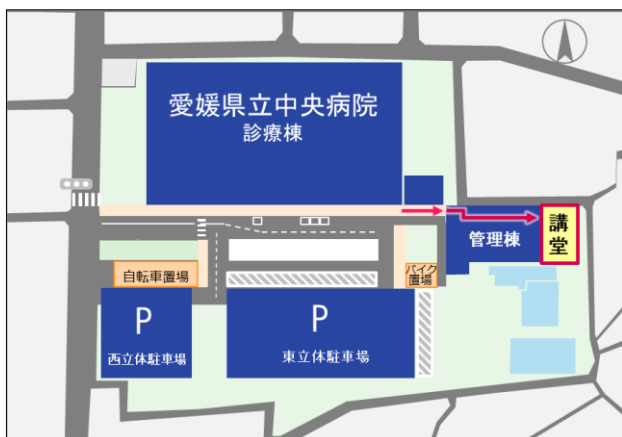 愛媛県立中央病院
診療棟
管理棟
講
堂
自転車置場
バイク
置場
P
西立体駐車場
P
東立体駐車場